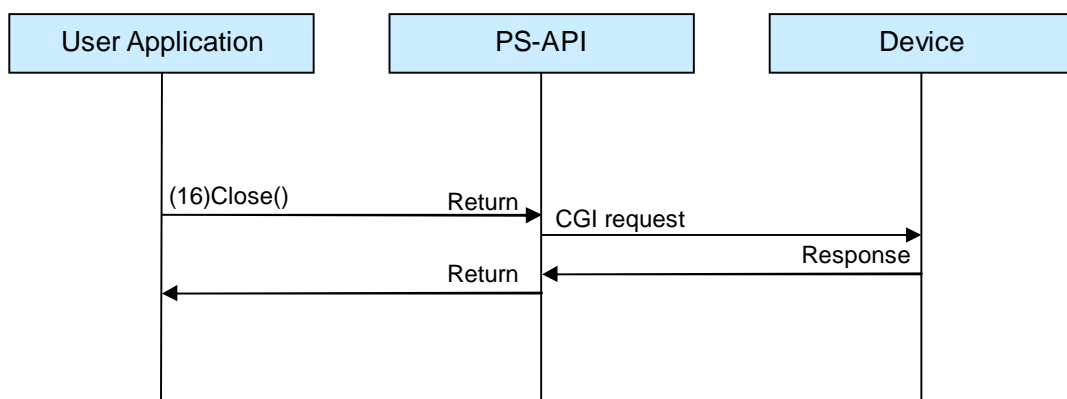 User Application
PS-API
Device
(16)Close()
Return
CGI request
Response
Return